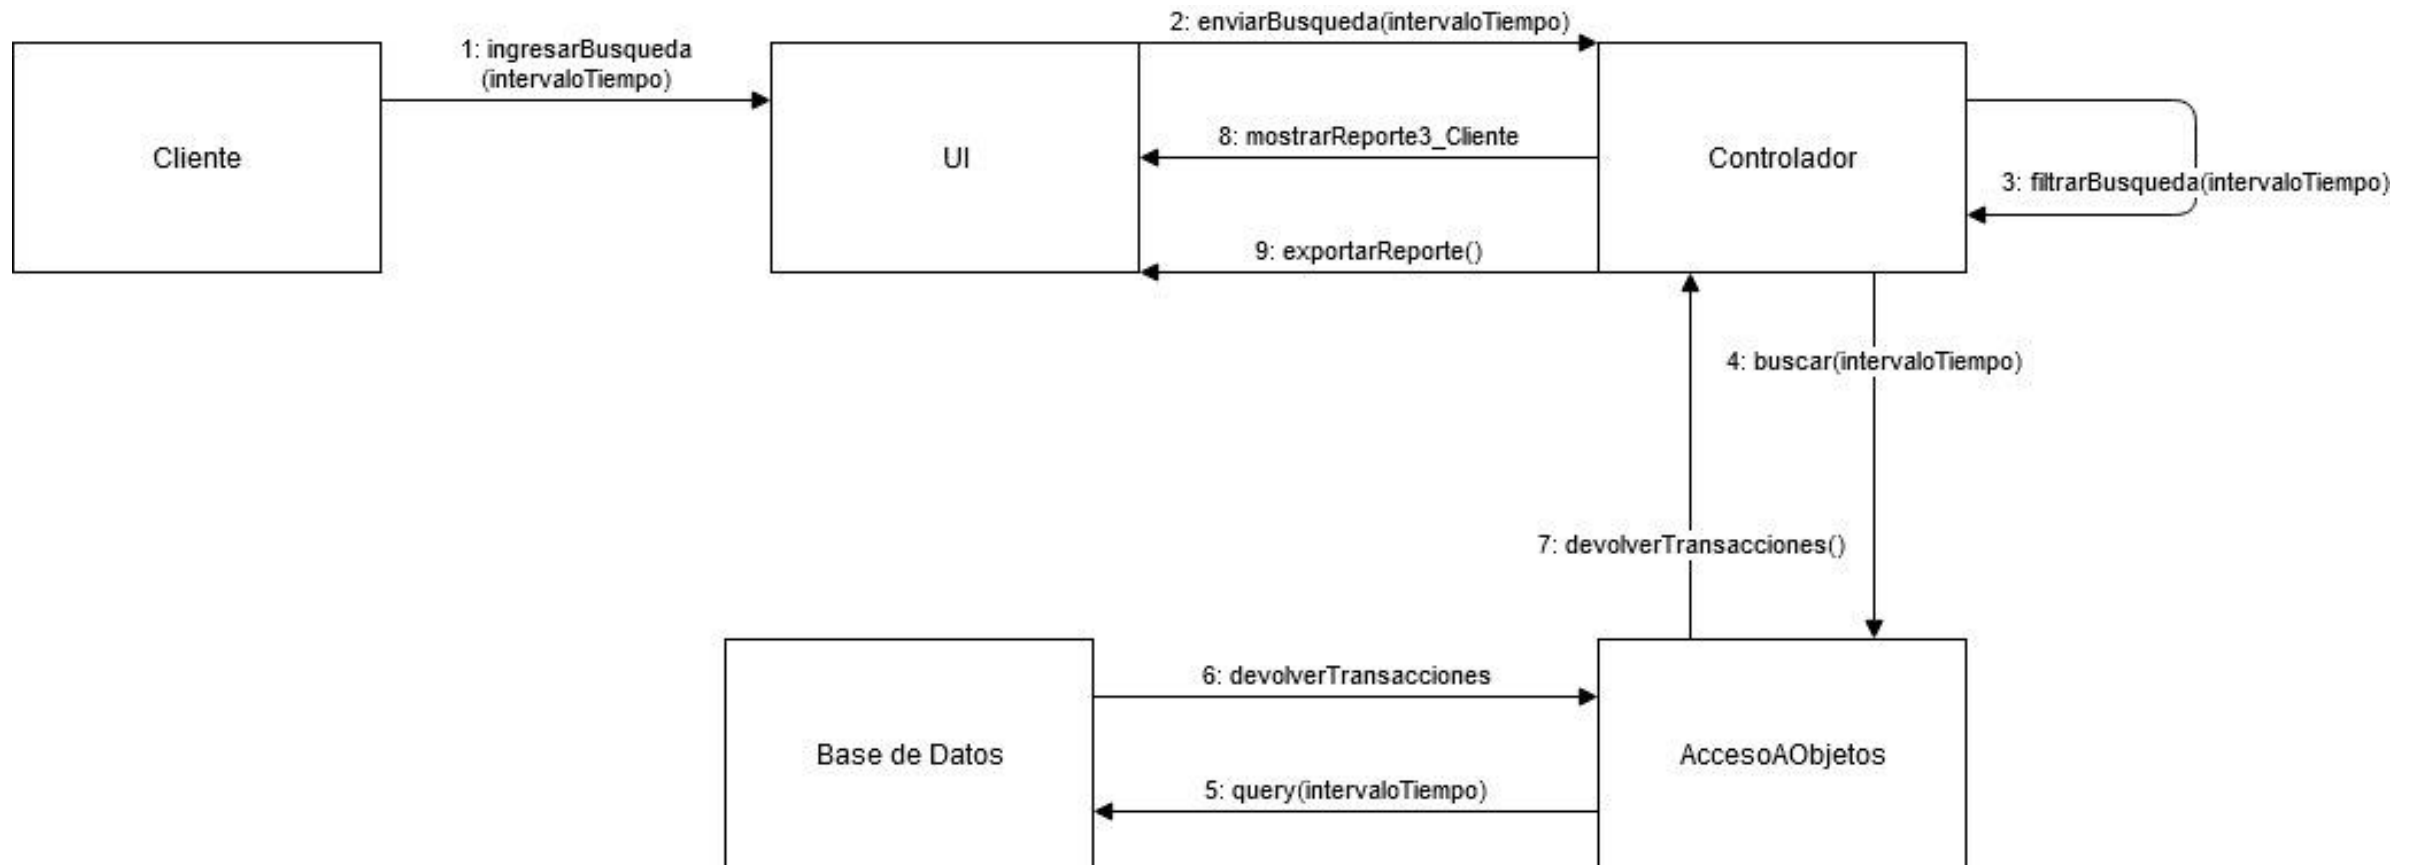 2: enviarBusqueda(intervaloTiempo)
1: ingresarBusqueda
(intervaloTiempo)
8: mostrarReporte3_Cliente
Cliente
UI
Controlador
3: filtrarBusqueda(intervaloTiempo)
9: exportarReporte()
4: buscar(intervaloTiempo)
7: devolverTransacciones()
6: devolverTransacciones
Base de Datos
AccesoAObjetos
5: query(intervaloTiempo)